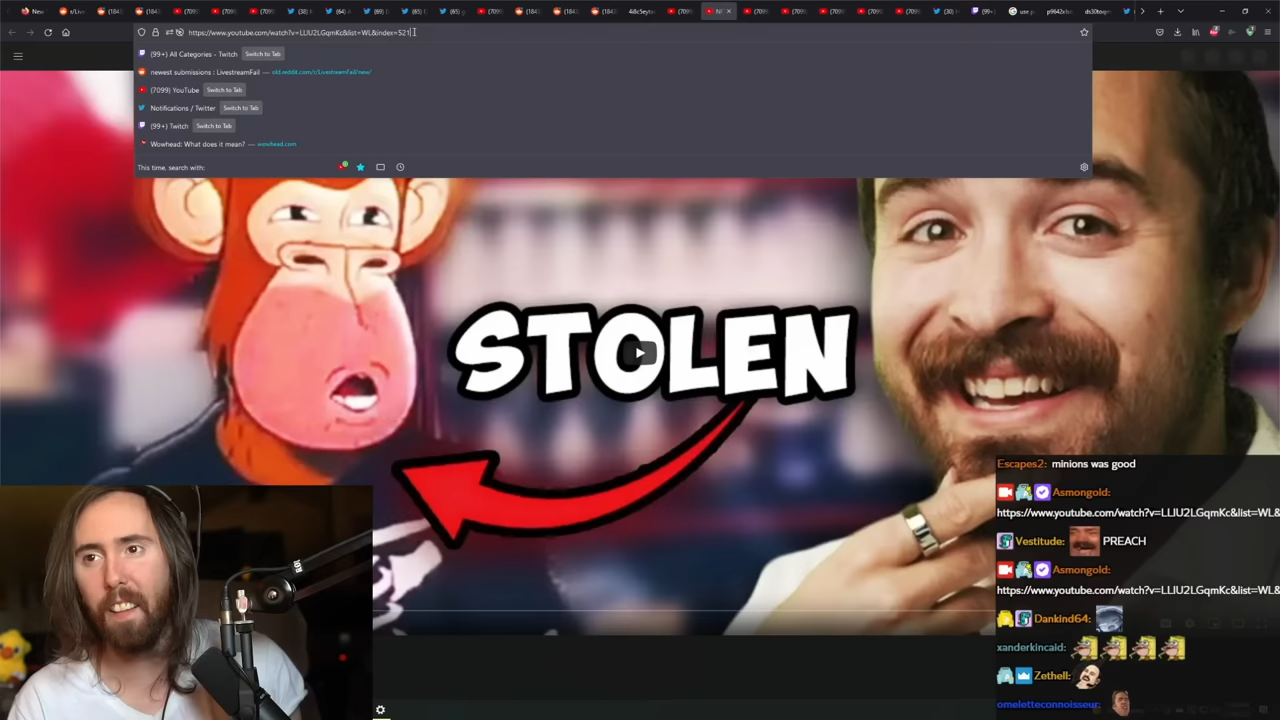 https://www.youtube.com/watch?v=LLIU2LGqmKc&list=WL&index=521
(99+) All Categories - Twitch Switch to Tab
newest submissions : LivestreamFail — old.reddit.com/r/LivestreamFail/new/
(7099) YouTube Switch to Tab
Notifications / Twitter Switch to Tab
(99+) Twitch Switch to Tab
Wowhead: What does it mean? — wowhead.com
This time, search with:
STOLEN
Escapes2: minions was good
Asmongold:
https://www.youtube.com/watch?v=LLIU2LGqmKc&list=WL&
Vestitude: PREACH
Asmongold:
https://www.youtube.com/watch?v=LLIU2LGqmKc&list=WL&
Dankind64:
xanderkincaid:
Zethell:
omeletteconnoisseur: